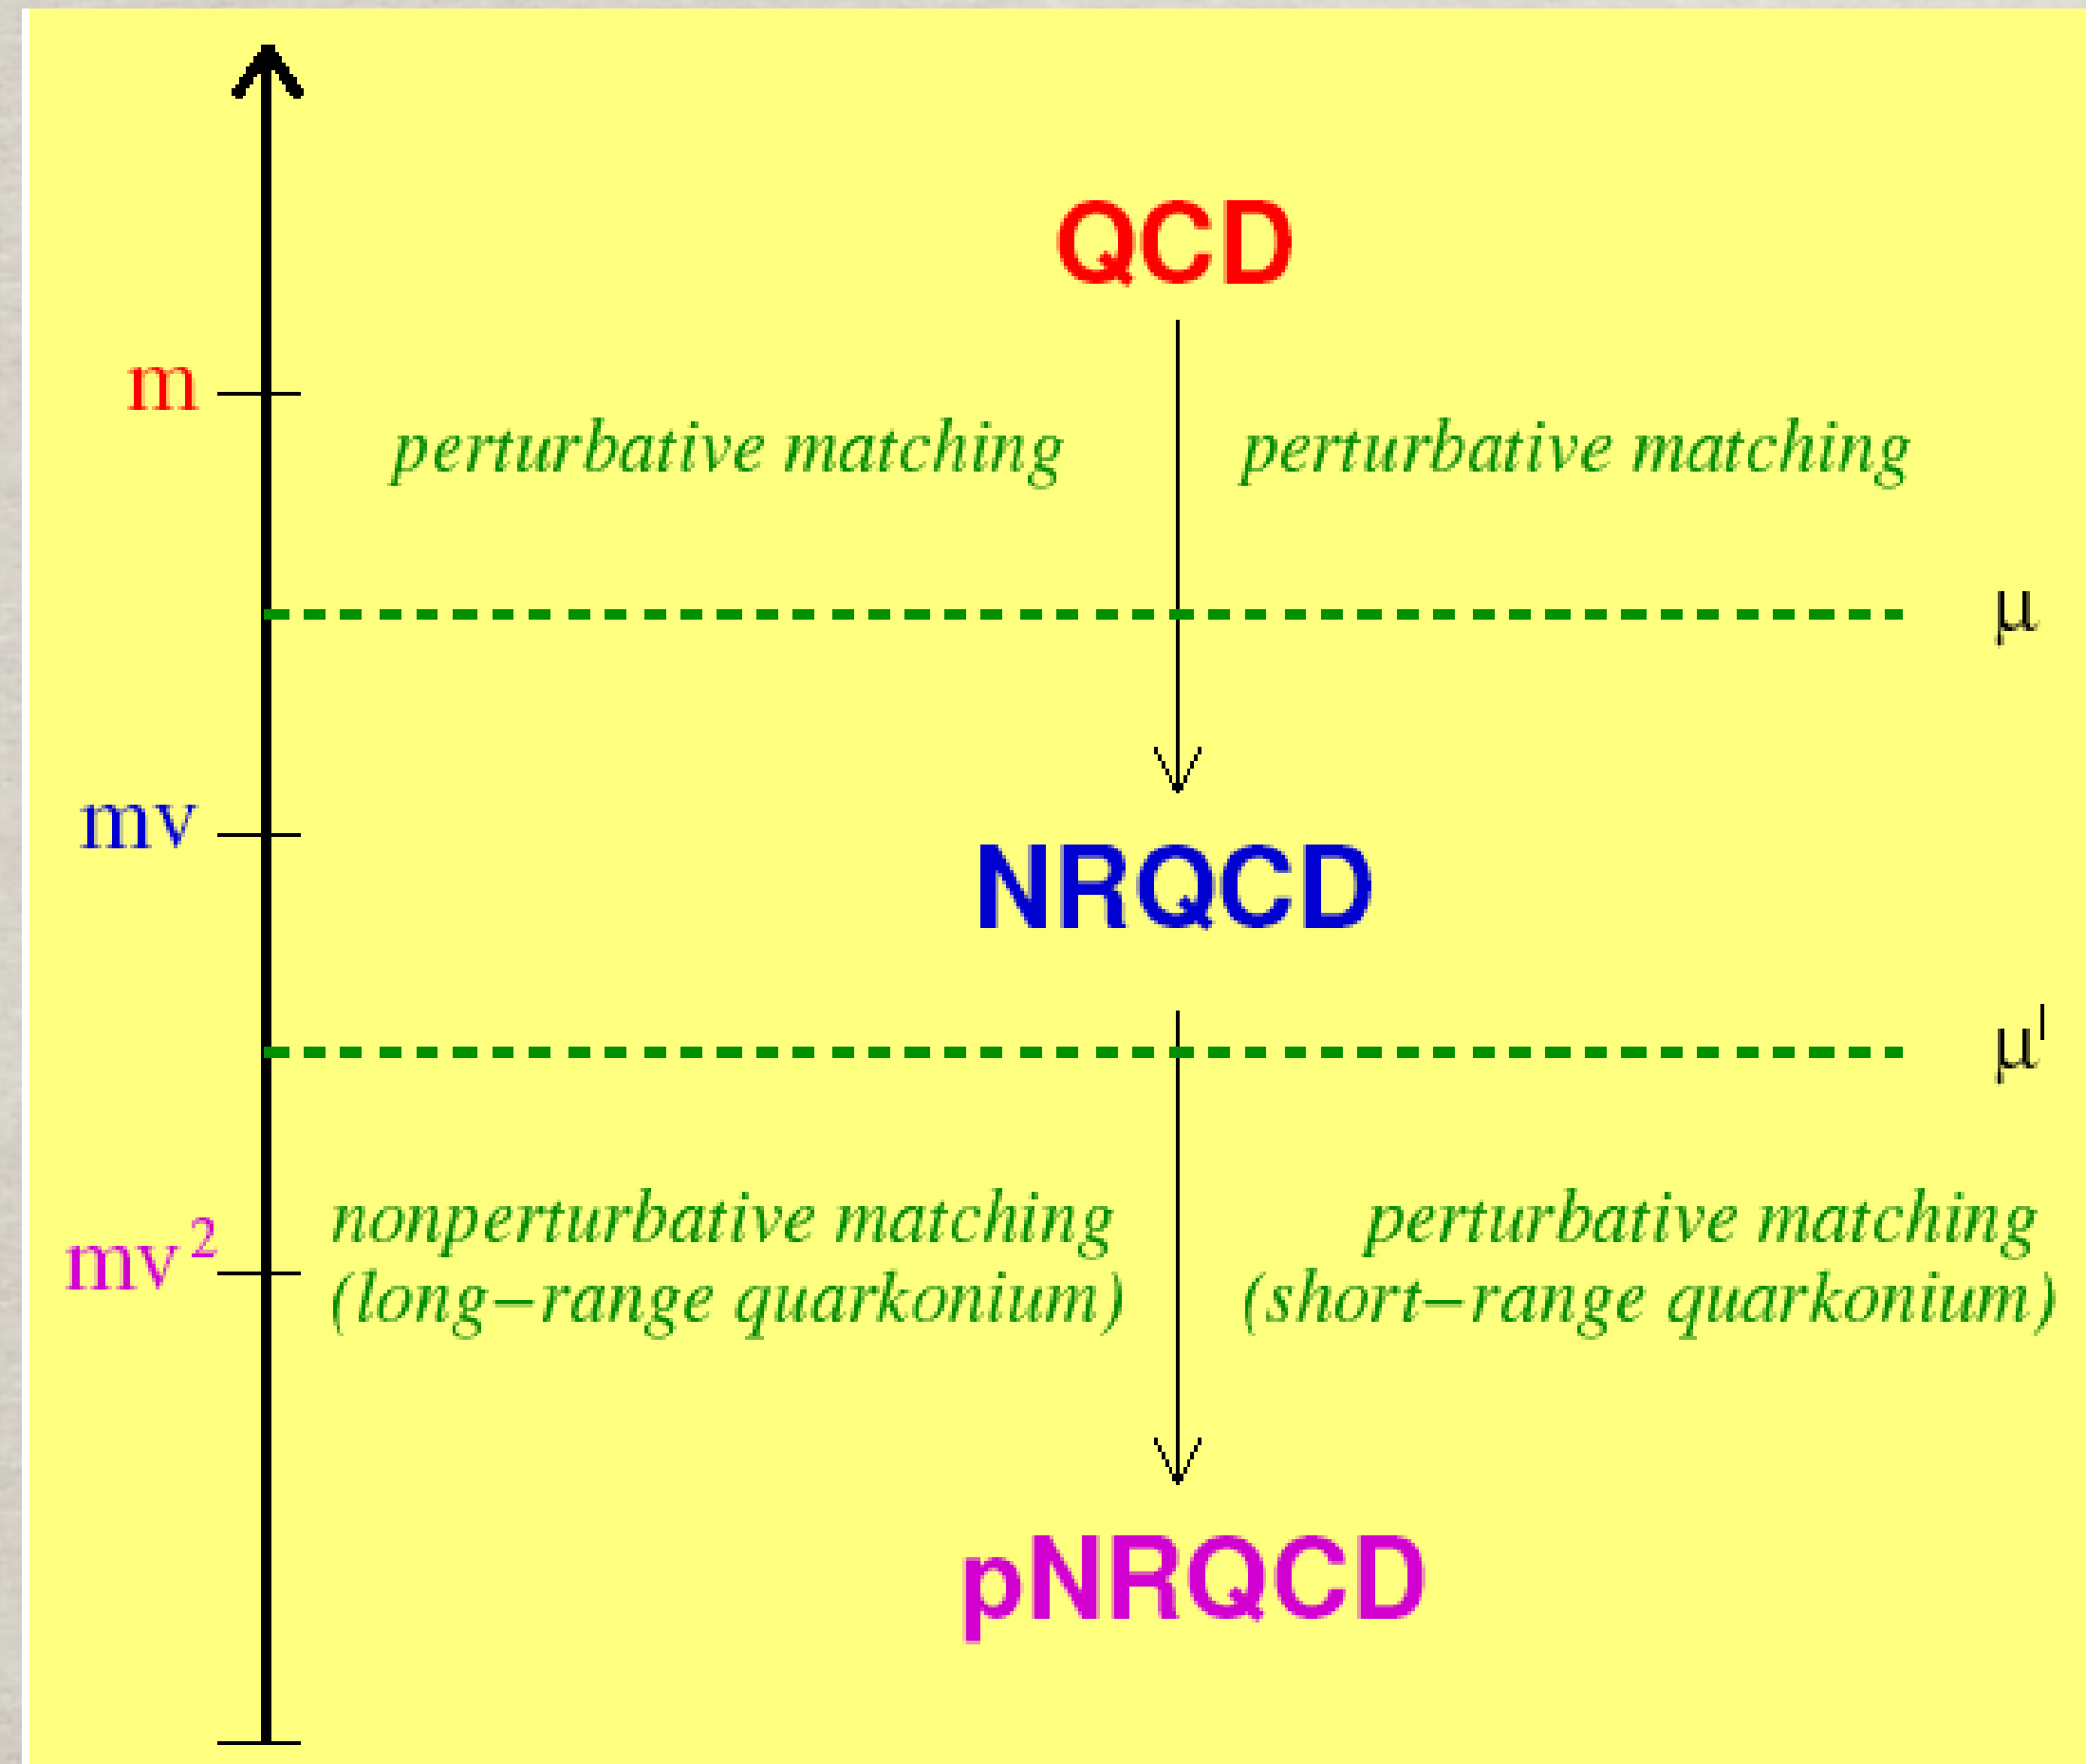 QCD
m
perturbative matching perturbative matching
μ
mv
NRQCD
μ'
nonperturbative matching perturbative matching
mv²
(long–range quarkonium) (short–range quarkonium)
pNRQCD